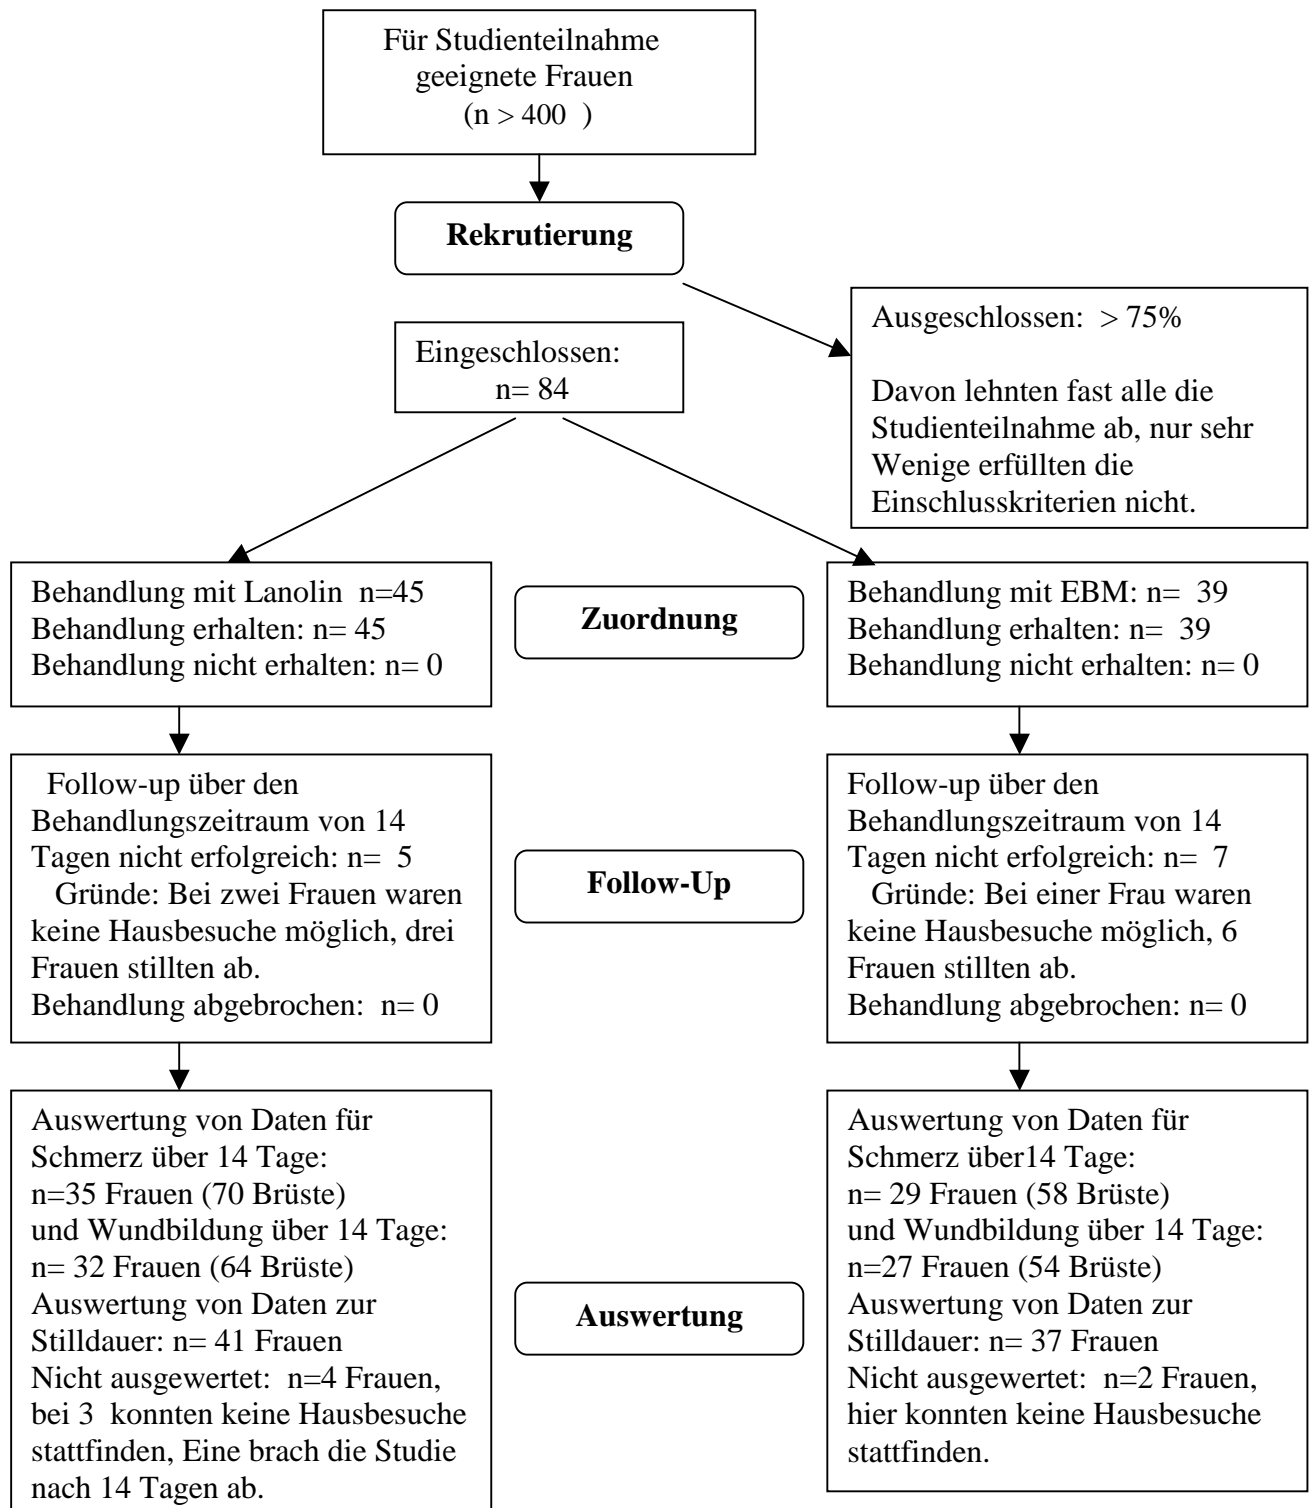 Für Studienteilnahme
geeignete Frauen
(n > 400 )
Rekrutierung
Ausgeschlossen: > 75%
Davon lehnten fast alle die
Studienteilnahme ab, nur sehr
Wenige erfüllten die
Einschlusskriterien nicht.
Eingeschlossen:
n= 84
Behandlung mit Lanolin n=45
Behandlung erhalten: n= 45
Behandlung nicht erhalten: n= 0
Zuordnung
Behandlung mit EBM: n= 39
Behandlung erhalten: n= 39
Behandlung nicht erhalten: n= 0
Follow-up über den
Behandlungszeitraum von 14
Tagen nicht erfolgreich: n= 5
Gründe: Bei zwei Frauen waren
keine Hausbesuche möglich, drei
Frauen stillten ab.
Behandlung abgebrochen: n= 0
Follow-Up
Follow-up über den
Behandlungszeitraum von 14
Tagen nicht erfolgreich: n= 7
Gründe: Bei einer Frau waren
keine Hausbesuche möglich, 6
Frauen stillten ab.
Behandlung abgebrochen: n= 0
Auswertung von Daten für
Schmerz über 14 Tage:
n=35 Frauen (70 Brüste)
und Wundbildung über 14 Tage:
n= 32 Frauen (64 Brüste)
Auswertung von Daten zur
Stilldauer: n= 41 Frauen
Nicht ausgewertet: n=4 Frauen,
bei 3 konnten keine Hausbesuche
stattfinden, Eine brach die Studie
nach 14 Tagen ab.
Auswertung
Auswertung von Daten für
Schmerz über14 Tage:
n= 29 Frauen (58 Brüste)
und Wundbildung über 14 Tage:
n=27 Frauen (54 Brüste)
Auswertung von Daten zur
Stilldauer: n= 37 Frauen
Nicht ausgewertet: n=2 Frauen,
hier konnten keine Hausbesuche
stattfinden.